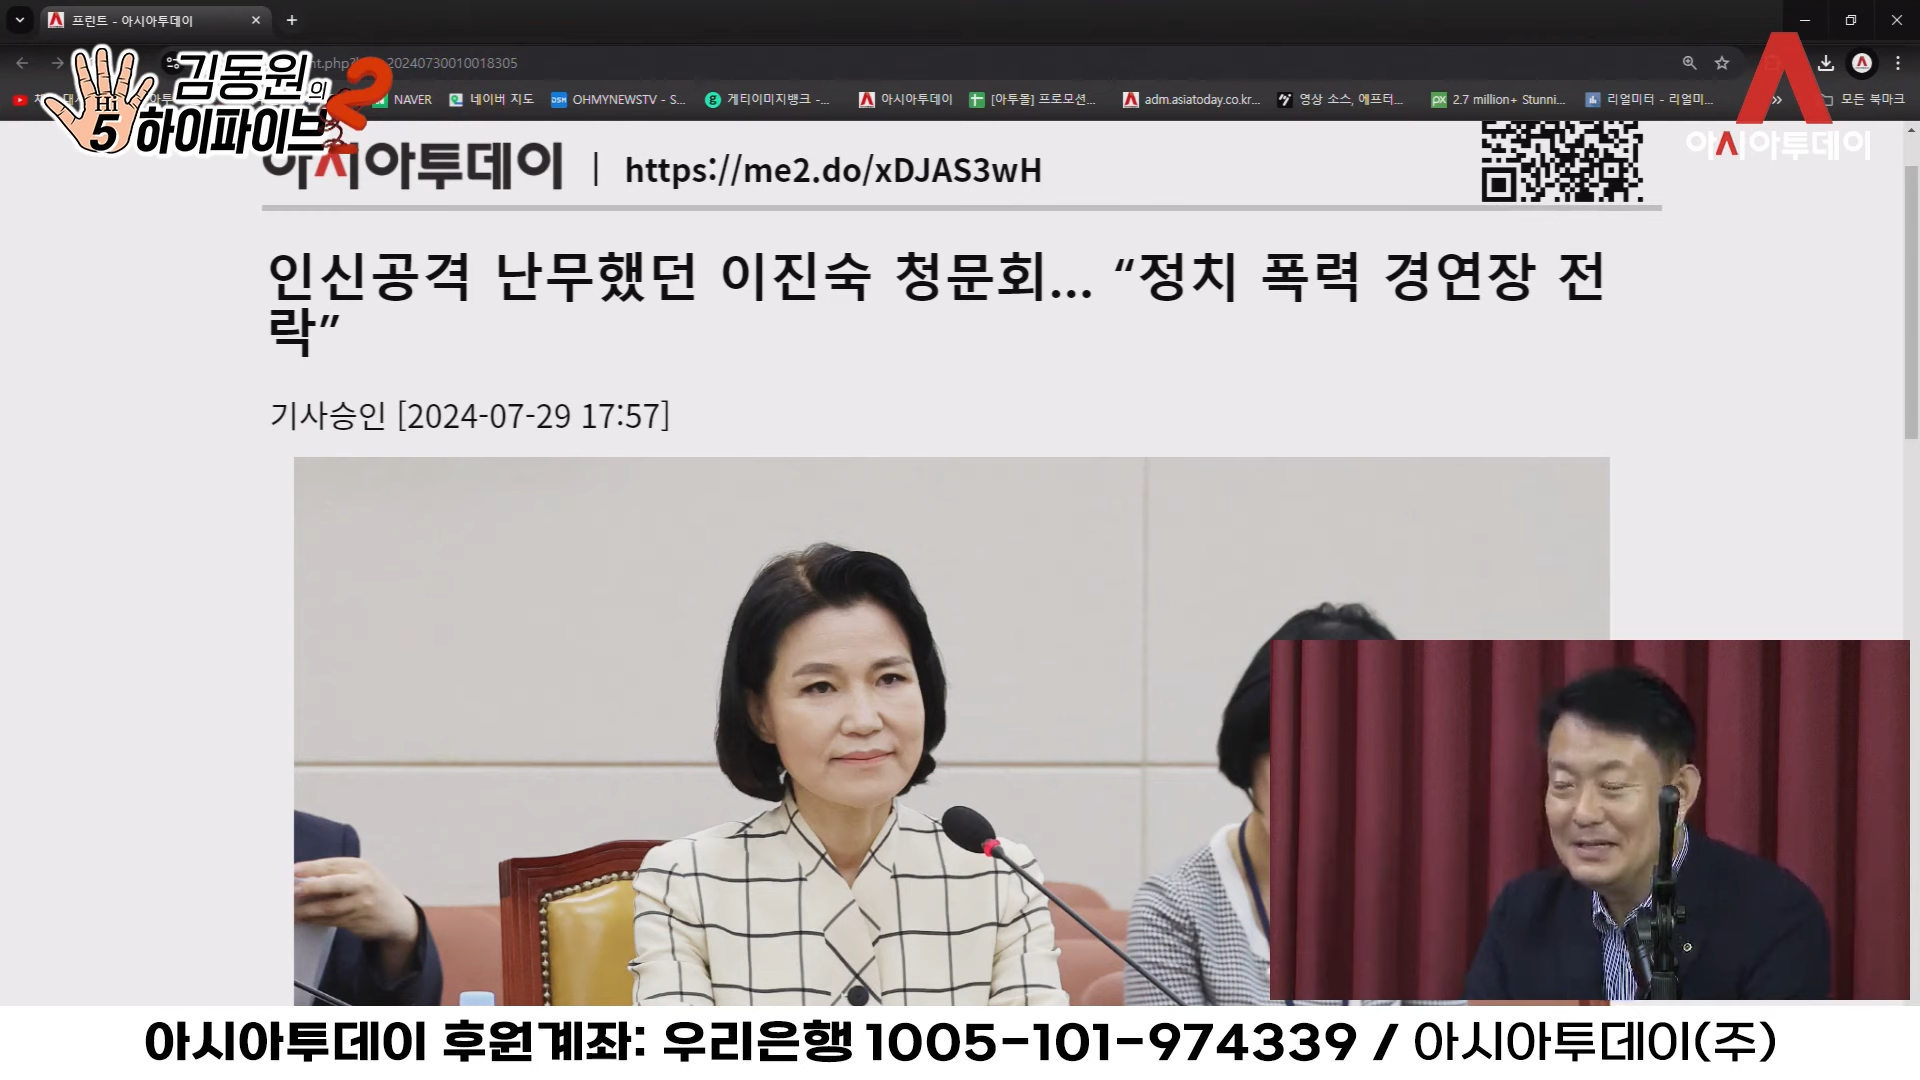 프린트 - 아시아투데이
20240730010018305
NAVER
네이버 지도
OHMYNEWSTV - S...
게티이미지뱅크 -...
아시아투데이
[아투몰] 프로모션...
adm.asiatoday.co.kr...
영상 소스, 에프터...
2.7 million+ Stunni...
리얼미터 - 리얼미...
모든 북마크
Hi
5
김동원의
하이파이브
2
아시아투데이
아시아투데이 | https://me2.do/xDJAS3wH
인신공격 난무했던 이진숙 청문회... “정치 폭력 경연장 전
락”
기사승인 [2024-07-29 17:57]
아시아투데이 후원계좌: 우리은행 1005-101-974339 / 아시아투데이(주)